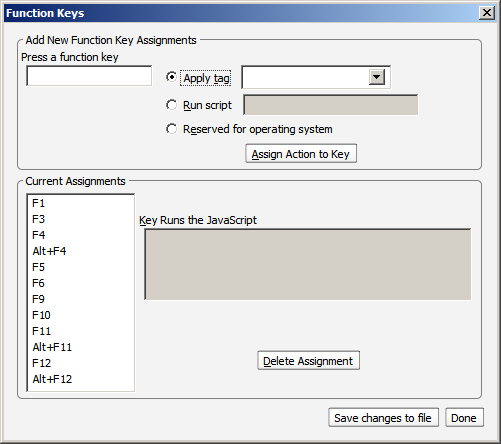 Function Keys
Add New Function Key Assignments
Press a function key
Apply tag
Run script
Reserved for operating system
Assign Action to Key
Current Assignments
F1
F3
F4
Alt+F4
F5
F6
F9
F10
F11
Alt+F11
F12
Alt+F12
Key Runs the JavaScript
Delete Assignment
Save changes to file
Done